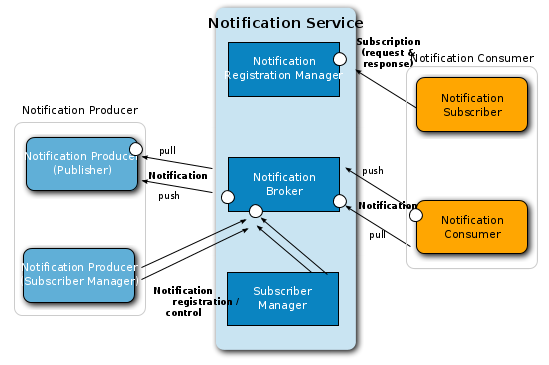 Notification Service
Notification
Registration Manager
Subscription
(request &
response)
Notification Consumer
Notification
Subscriber
Notification Producer
Notification Producer
(Publisher)
pull
Notification
push
Notification
Broker
push
Notification
pull
Notification
Consumer
Notification Producer
Subscriber Manager)
Notification
registration /
control
Subscriber
Manager